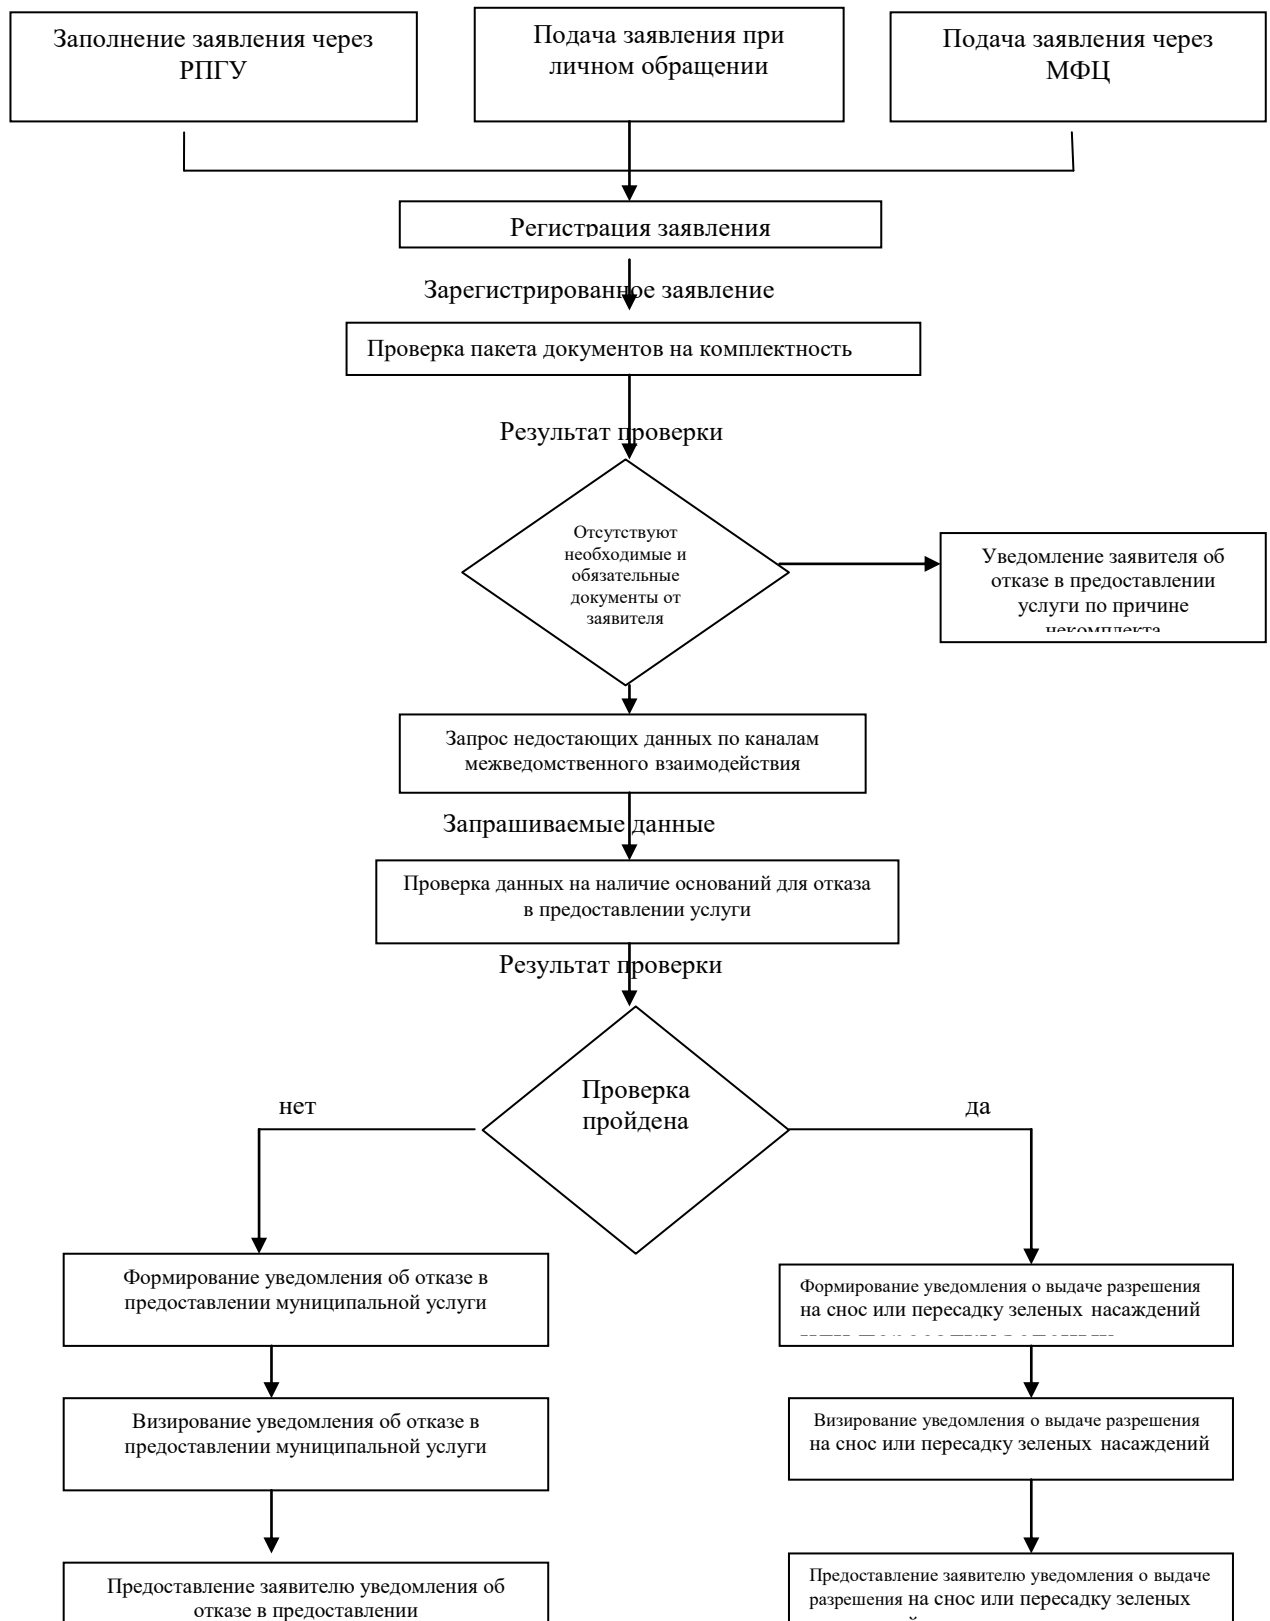 Заполнение заявления через
РПГУ
Подача заявления при
личном обращении
Подача заявления через
МФЦ
Регистрация заявления
Зарегистрированное заявление
Проверка пакета документов на комплектность
Результат проверки
Отсутствуют
необходимые и
обязательные
документы от
заявителя
Уведомление заявителя об
отказе в предоставлении
услуги по причине
некомплекта
Запрос недостающих данных по каналам
межведомственного взаимодействия
Запрашиваемые данные
Проверка данных на наличие оснований для отказа
в предоставлении услуги
Результат проверки
Проверка
пройдена
нет
да
Формирование уведомления об отказе в
предоставлении муниципальной услуги
Формирование уведомления о выдаче разрешения
на снос или пересадку зеленых насаждений
Визирование уведомления об отказе в
предоставлении муниципальной услуги
Визирование уведомления о выдаче разрешения
на снос или пересадку зеленых насаждений
Предоставление заявителю уведомления об
отказе в предоставлении
Предоставление заявителю уведомления о выдаче
разрешения на снос или пересадку зеленых